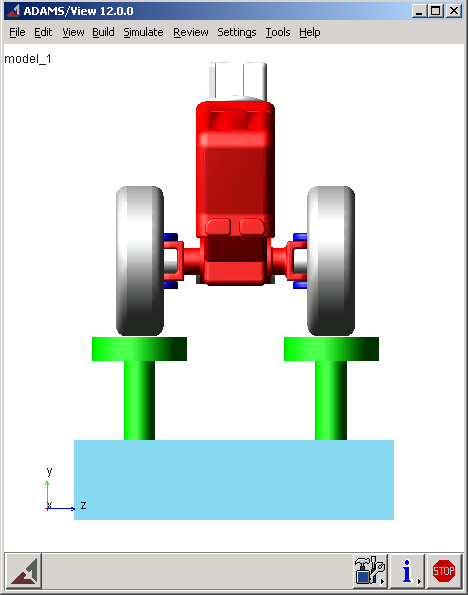 ADAMS/View 12.0.0
File Edit View Build Simulate Review Settings Tools Help
model_1
y
x z
i STOP